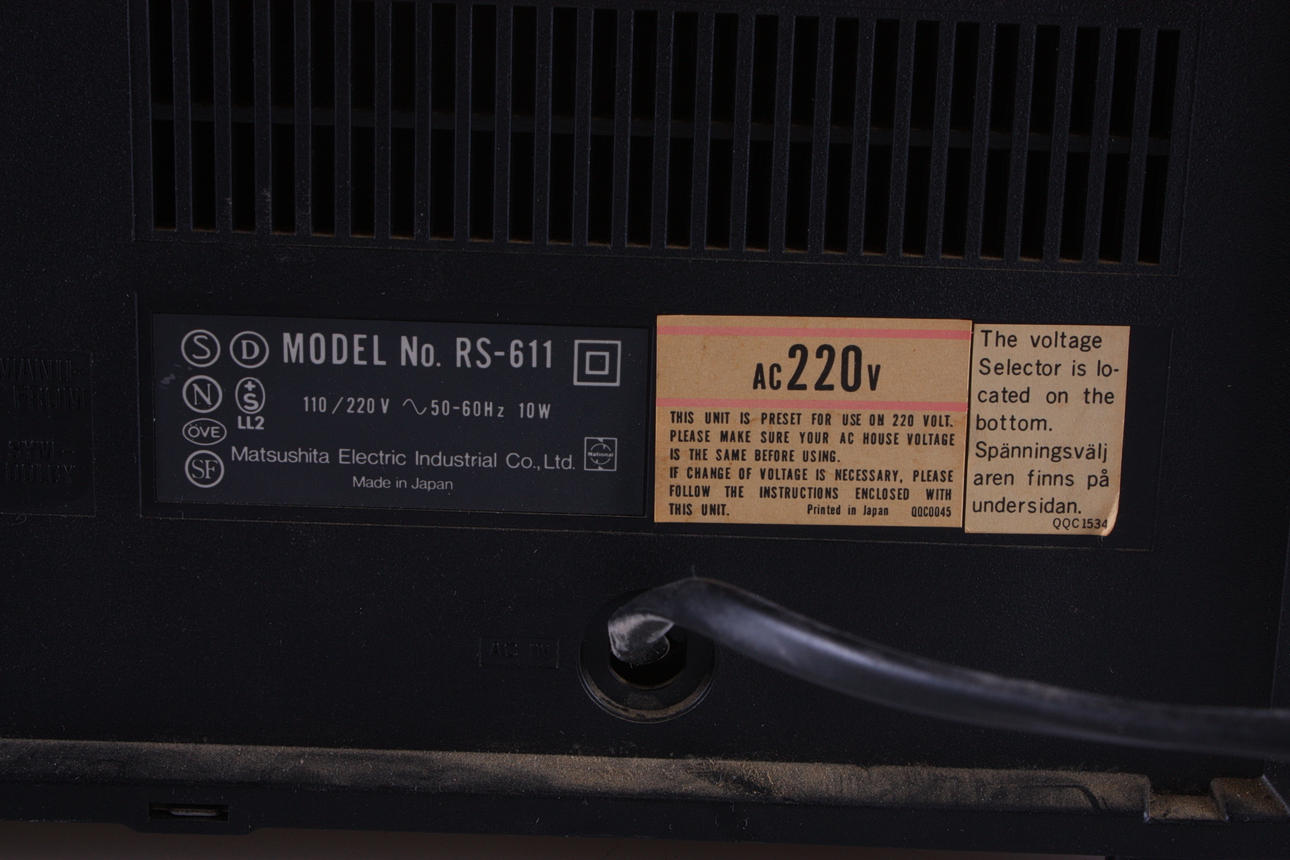 S D MODEL No. RS-611
N S
LL2
110/220V ∿50-60Hz 10W
ÖVE
Matsushita Electric Industrial Co., Ltd.
National
SF
Made in Japan
AC220V
THIS UNIT IS PRESET FOR USE ON 220 VOLT.
PLEASE MAKE SURE YOUR AC HOUSE VOLTAGE
IS THE SAME BEFORE USING.
IF CHANGE OF VOLTAGE IS NECESSARY, PLEASE
FOLLOW THE INSTRUCTIONS ENCLOSED WITH
THIS UNIT. Printed in Japan QQC0045
The voltage
Selector is lo-
cated on the
bottom.
Spänningsvälj
aren finns på
undersidan.
QQC1534